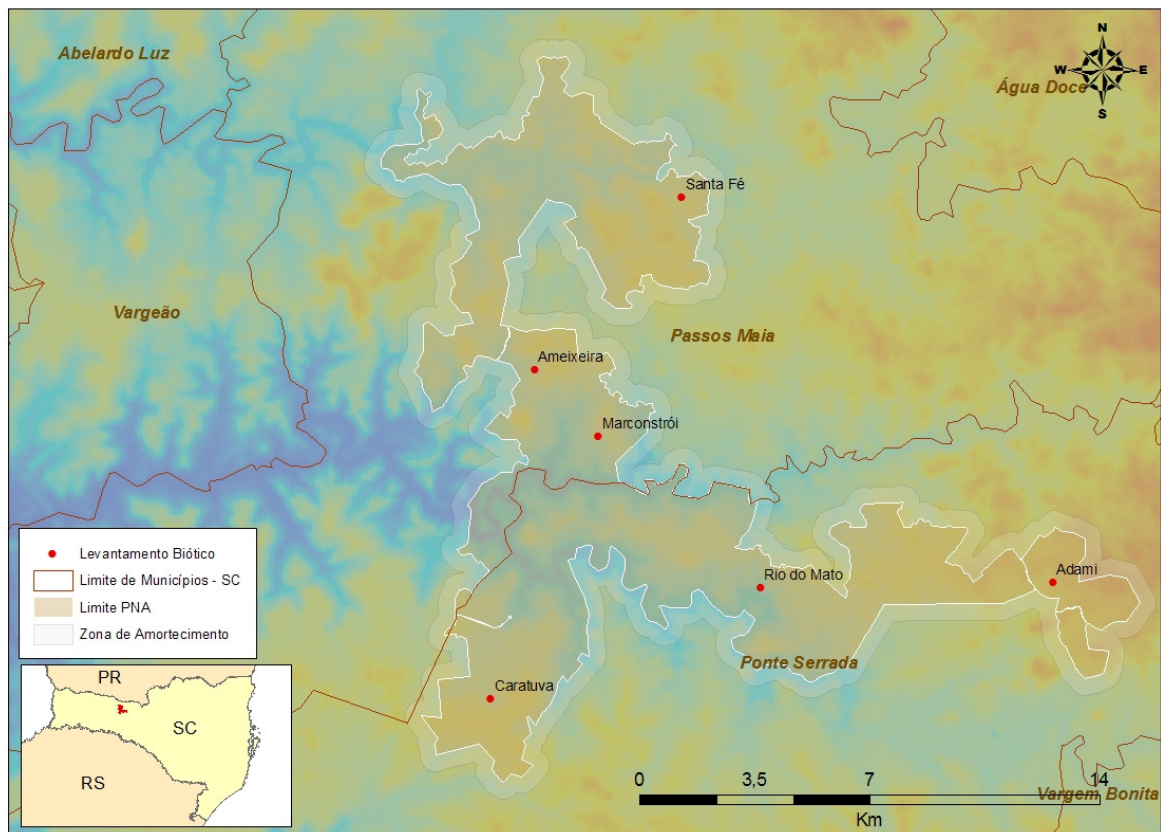 Abelardo Luz
N
W E
S
Água Doce
Santa Fé
Vargeão
Passos Maia
Ameixeira
Marconstrói
Levantamento Biótico
Limite de Municípios - SC
Limite PNA
Zona de Amortecimento
Rio do Mato
Adami
Ponte Serrada
Caratuva
PR
SC
RS
0 3,5 7 14
Km
Vargem Bonita